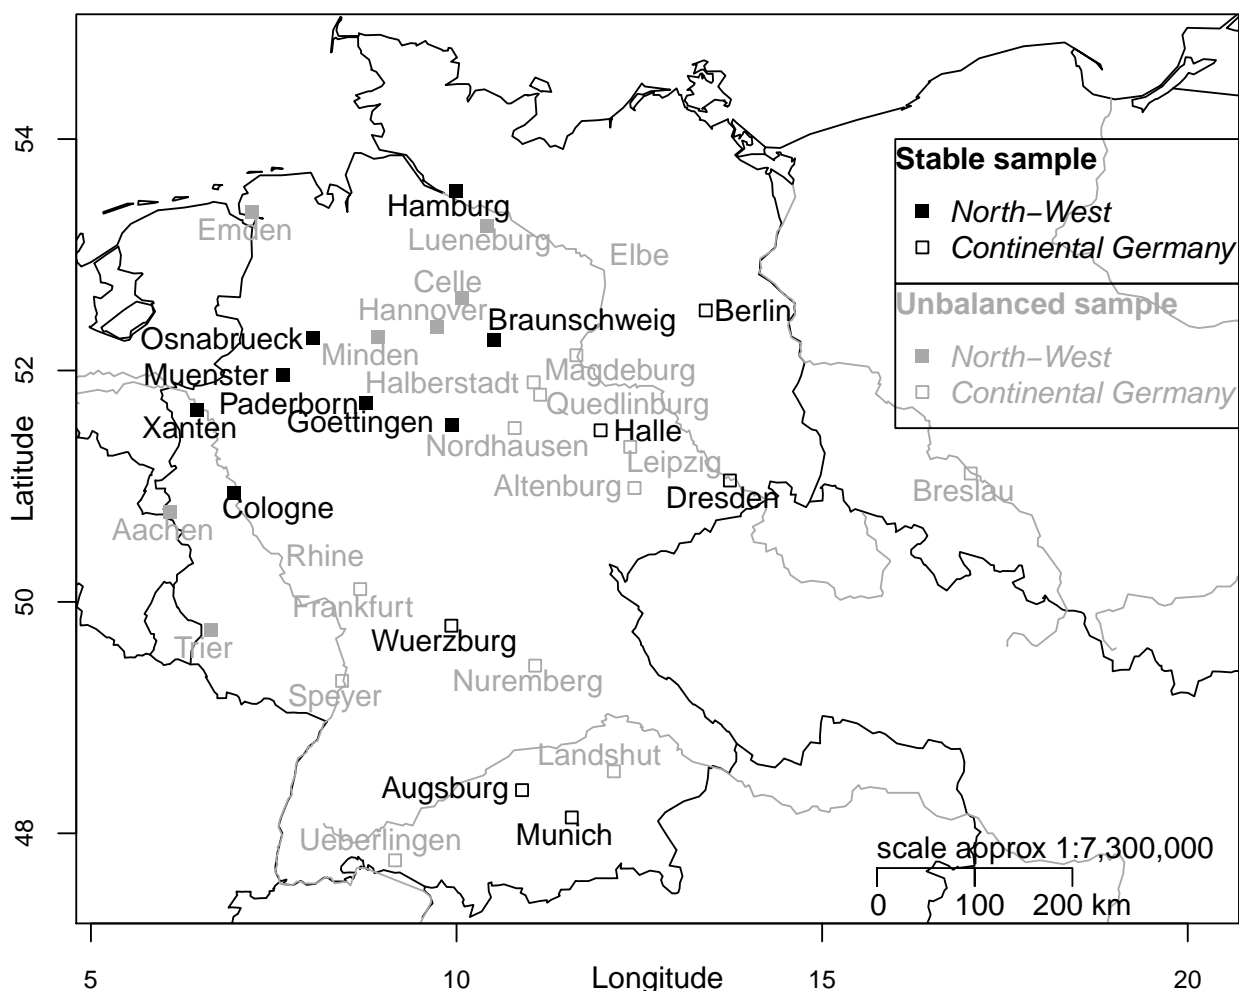 54
52
50
48
Latitude
Stable sample
North−West
Continental Germany
Unbalanced sample
North−West
Continental Germany
Hamburg
Emden
Lueneburg
Elbe
Celle
Hannover
Berlin
Braunschweig
Osnabrueck
Minden
Magdeburg
Muenster
Halberstadt
Paderborn
Quedlinburg
Xanten
Goettingen
Nordhausen
Halle
Leipzig
Altenburg
Dresden
Breslau
Cologne
Aachen
Rhine
Frankfurt
Wuerzburg
Trier
Nuremberg
Speyer
Landshut
Augsburg
Munich
Ueberlingen
scale approx 1:7,300,000
0 100 200 km
5 10 15 20
Longitude